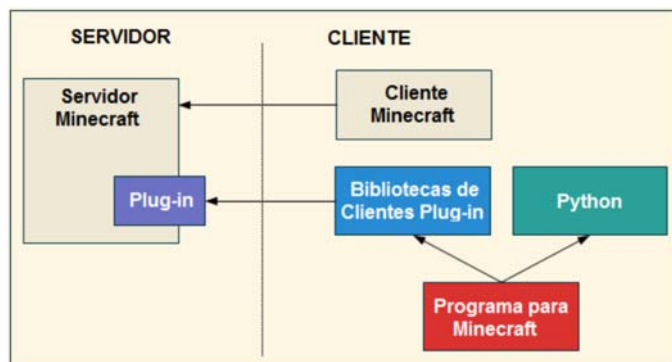 SERVIDOR
CLIENTE
Servidor
Minecraft
Cliente
Minecraft
Plug-in
Bibliotecas de
Clientes Plug-in
Python
Programa para
Minecraft